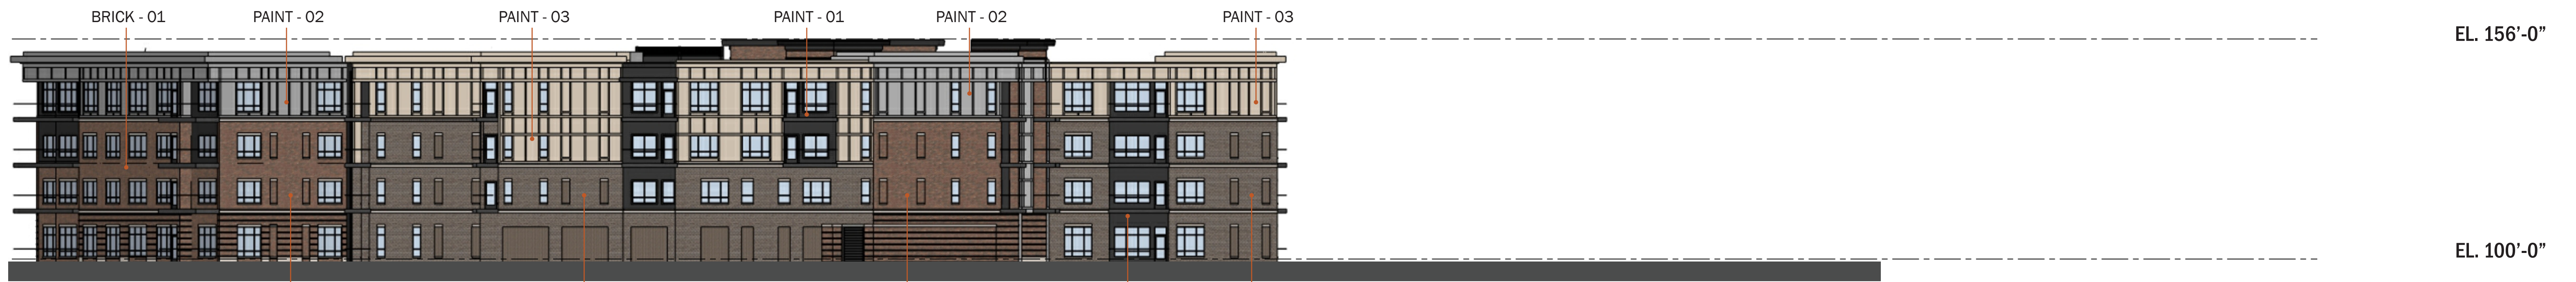 BRICK - 01
PAINT - 02
PAINT - 03
PAINT - 01
PAINT - 02
PAINT - 03
EL. 156’-0”
EL. 100’-0”